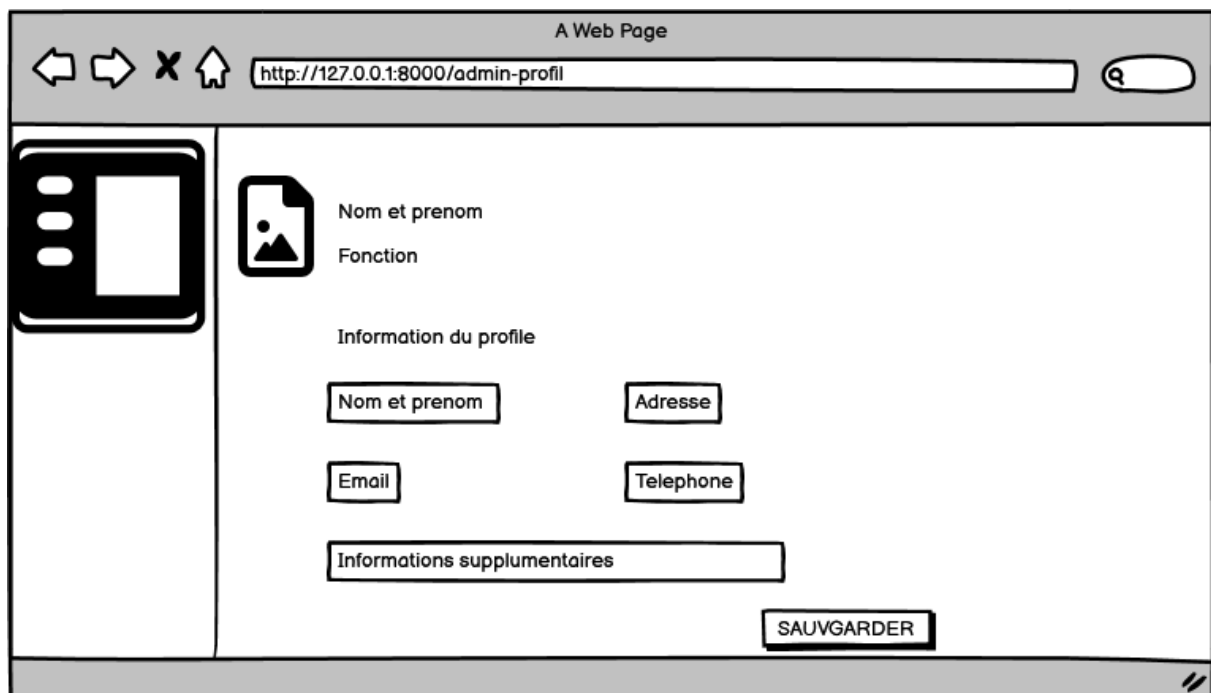 A Web Page
http://127.0.0.1:8000/admin-profil
Nom et prenom
Fonction
Information du profile
Nom et prenom
Adresse
Email
Telephone
Informations supplumentaires
SAUVGARDER